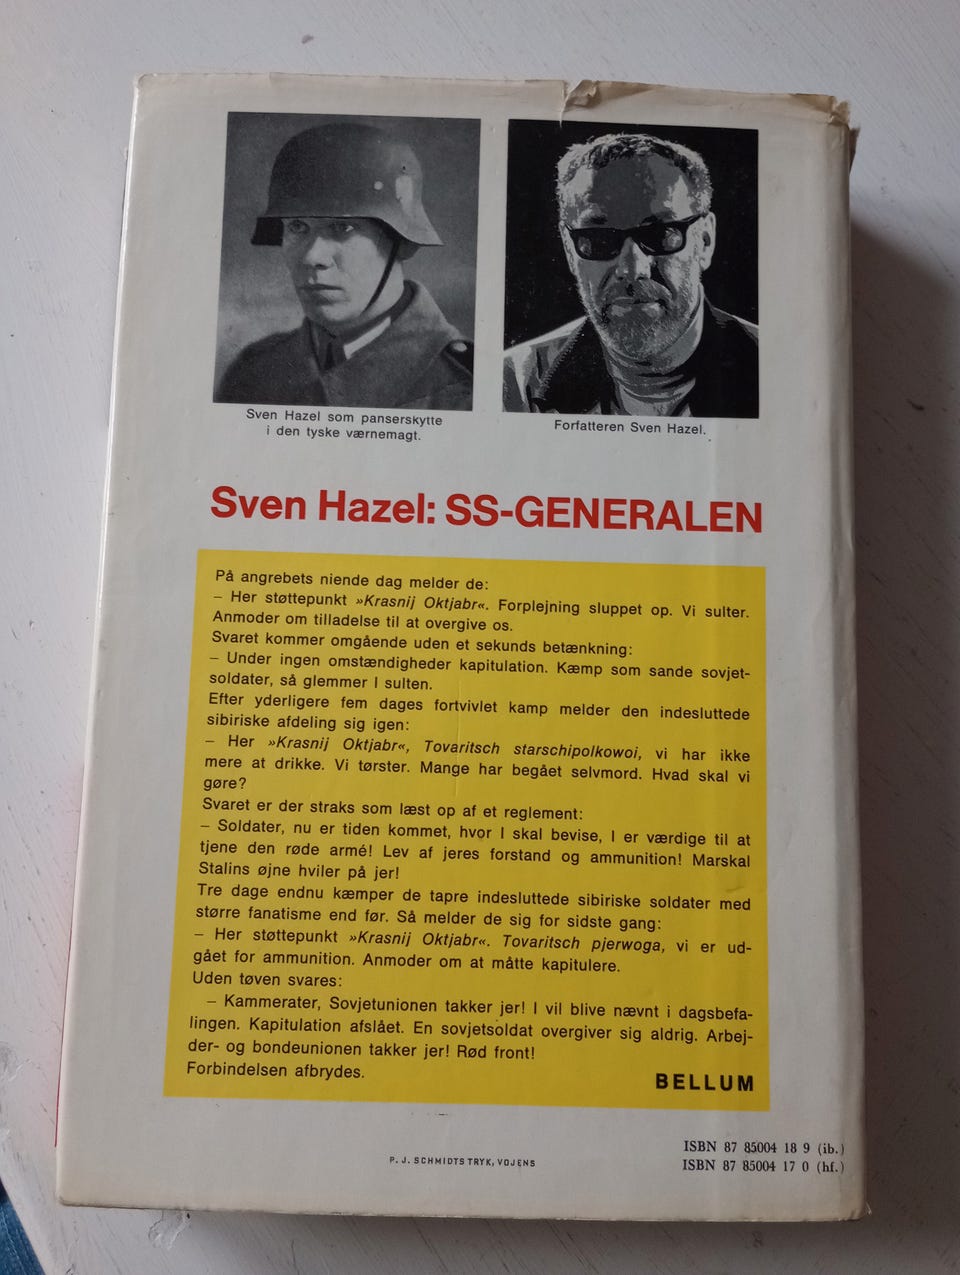 Sven Hazel som panserskytte
i den tyske værnemagt.
Forfatteren Sven Hazel.
Sven Hazel: SS-GENERALEN
På angrebets niende dag melder de:
– Her støttepunkt »Krasnij Oktjabr«. Forplejning sluppet op. Vi sulter.
Anmoder om tilladelse til at overgive os.
Svaret kommer omgående uden et sekunds betænkning:
– Under ingen omstændigheder kapitulation. Kæmp som sande sovjet-
soldater, så glemmer I sulten.
Efter yderligere fem dages fortvivlet kamp melder den indesluttede
sibiriske afdeling sig igen:
– Her »Krasnij Oktjabr«, Tovaritsch starschipolkowoi, vi har ikke
mere at drikke. Vi tørster. Mange har begået selvmord. Hvad skal vi
gøre?
Svaret er der straks som læst op af et reglement:
– Soldater, nu er tiden kommet, hvor I skal bevise, I er værdige til at
tjene den røde armé! Lev af jeres forstand og ammunition! Marskal
Stalins øjne hviler på jer!
Tre dage endnu kæmper de tapre indesluttede sibiriske soldater med
større fanatisme end før. Så melder de sig for sidste gang:
– Her støttepunkt »Krasnij Oktjabr«. Tovaritsch pjerwoga, vi er ud-
gået for ammunition. Anmoder om at måtte kapitulere.
Uden tøven svares:
– Kammerater, Sovjetunionen takker jer! I vil blive nævnt i dagsbefa-
lingen. Kapitulation afslået. En sovjetsoldat overgiver sig aldrig. Arbej-
der- og bondeunionen takker jer! Rød front!
Forbindelsen afbrydes.
BELLUM
P. J. SCHMIDTS TRYK, VOJENS
ISBN 87 85004 18 9 (ib.)
ISBN 87 85004 17 0 (hf.)